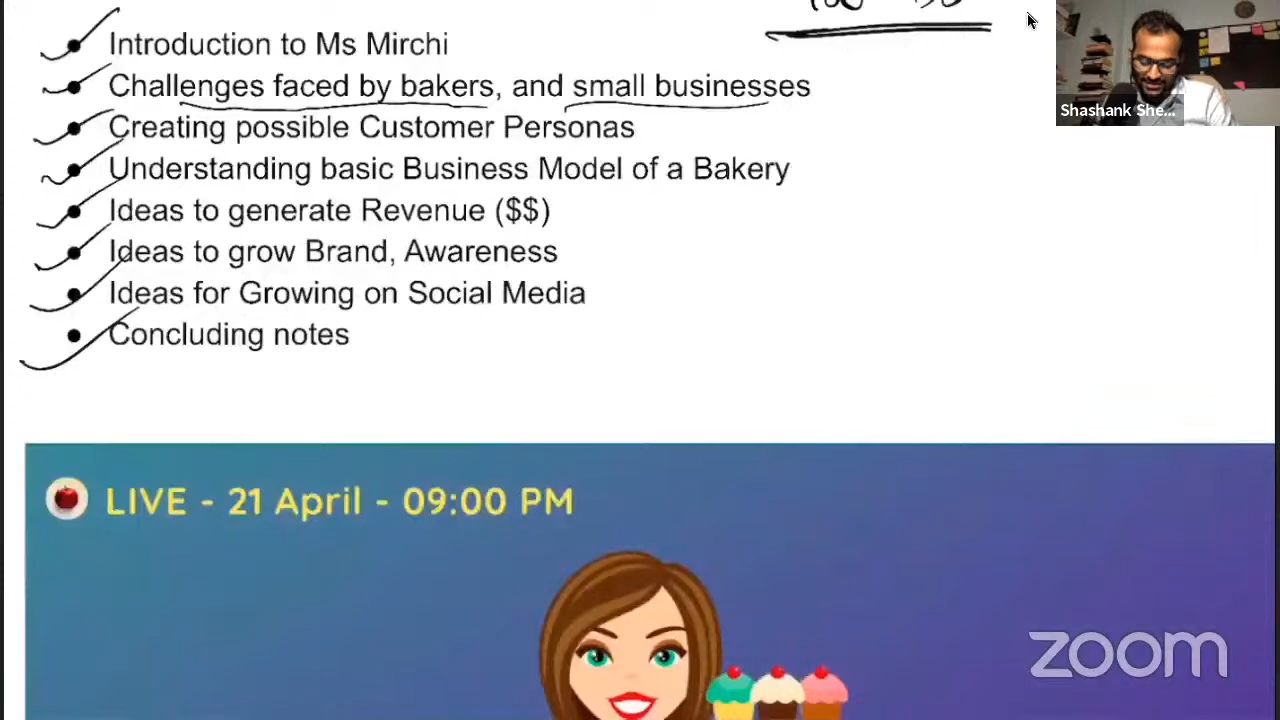 Introduction to Ms Mirchi
Challenges faced by bakers, and small businesses
Creating possible Customer Personas
Understanding basic Business Model of a Bakery
Ideas to generate Revenue ($$)
Ideas to grow Brand, Awareness
Ideas for Growing on Social Media
Concluding notes
Shashank She...
LIVE - 21 April - 09:00 PM
zoom